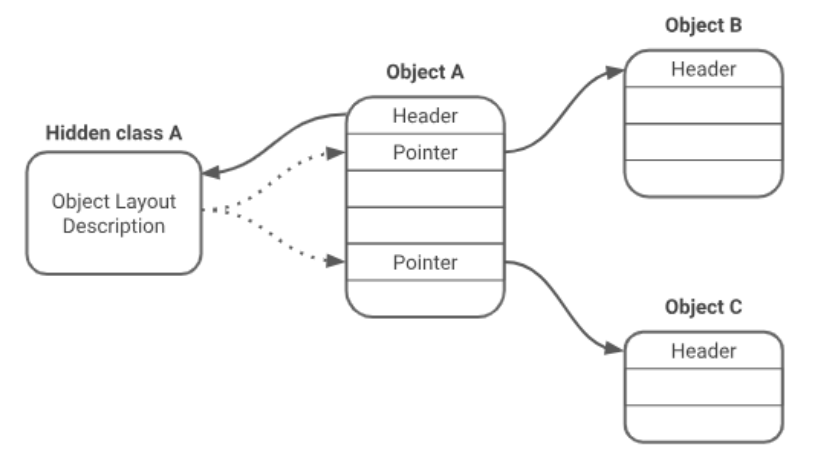 Hidden class A
Object Layout
Description
Object A
Header
Pointer
Pointer
Object B
Header
Object C
Header